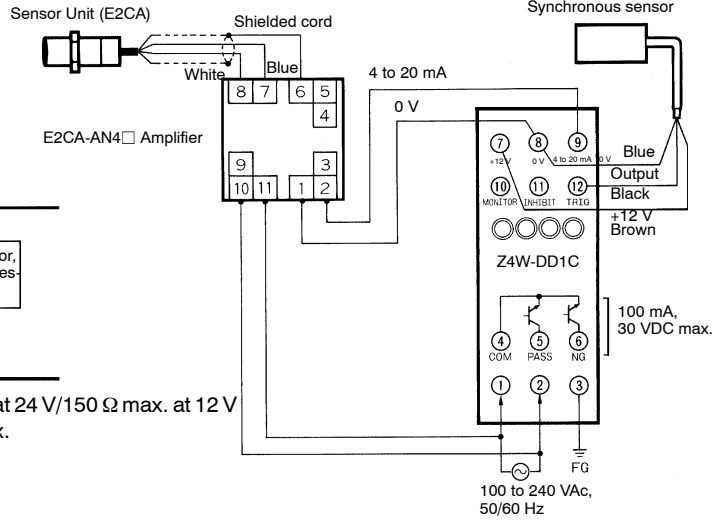 Sensor Unit (E2CA)
Shielded cord
Synchronous sensor
White
Blue
8 7 6 5
4
4 to 20 mA
0 V
E2CA-AN4□ Amplifier
9 3
10 11 1 2
7 8 9
+12 V 0 V 4 to 20 mA 0 V
Blue
Output
Black
10 11 12
MONITOR INHIBIT TRIG
+12 V
Brown
Z4W-DD1C
or,
es-
100 mA,
30 VDC max.
4 5 6
COM PASS NG
1 2 3
at 24 V/150 Ω max. at 12 V
x.
FG
100 to 240 VAc,
50/60 Hz